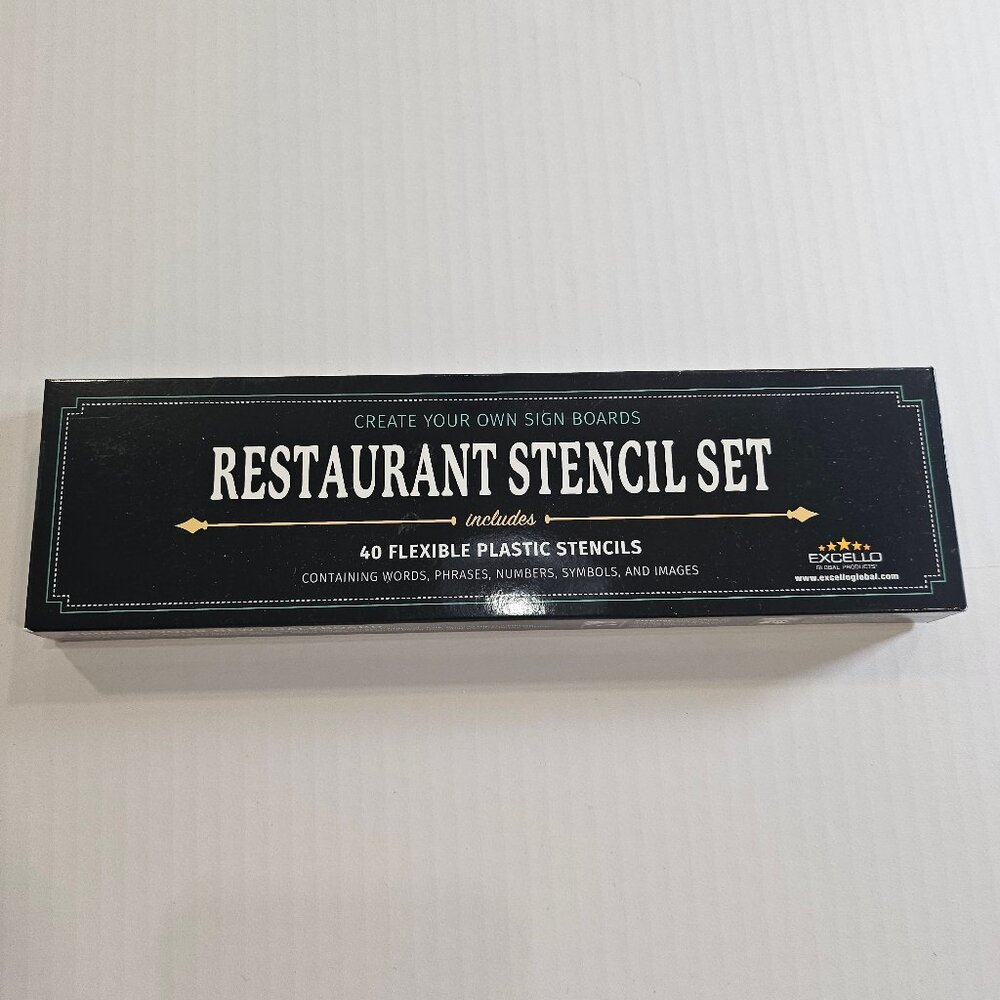 CREATE YOUR OWN SIGN BOARDS
RESTAURANT STENCIL SET
includes
40 FLEXIBLE PLASTIC STENCILS
CONTAINING WORDS, PHRASES, NUMBERS, SYMBOLS, AND IMAGES
EXCELLO
GLOBAL PRODUCTS
www.excelloglobal.com